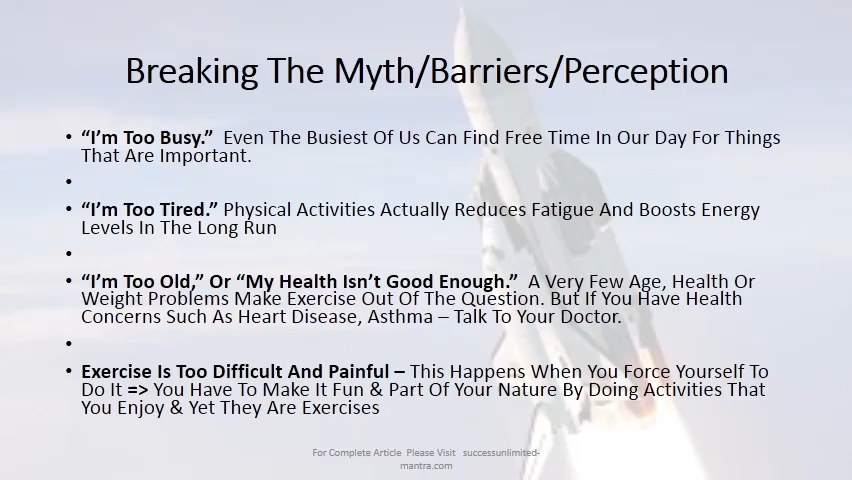 Breaking The Myth/Barriers/Perception
• “I’m Too Busy.”  Even The Busiest Of Us Can Find Free Time In Our Day For Things
That Are Important.
•
• “I’m Too Tired.” Physical Activities Actually Reduces Fatigue And Boosts Energy
Levels In The Long Run
•
• “I’m Too Old,” Or “My Health Isn’t Good Enough.”  A Very Few Age, Health Or
Weight Problems Make Exercise Out Of The Question. But If You Have Health
Concerns Such As Heart Disease, Asthma – Talk To Your Doctor.
•
• Exercise Is Too Difficult And Painful – This Happens When You Force Yourself To
Do It => You Have To Make It Fun & Part Of Your Nature By Doing Activities That
You Enjoy & Yet They Are Exercises
For Complete Article  Please Visit   successunlimited-
mantra.com